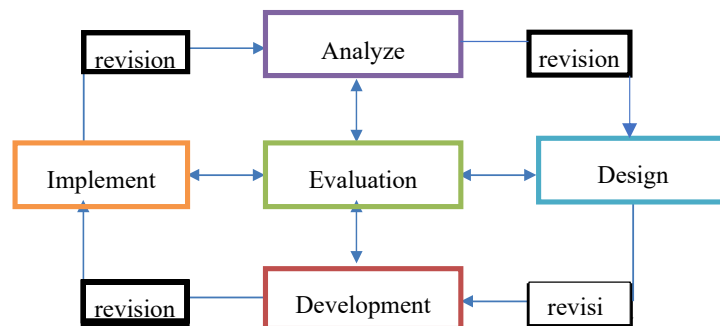 Analyze
revision
revision
Implement
Evaluation
Design
revision
Development
revisi